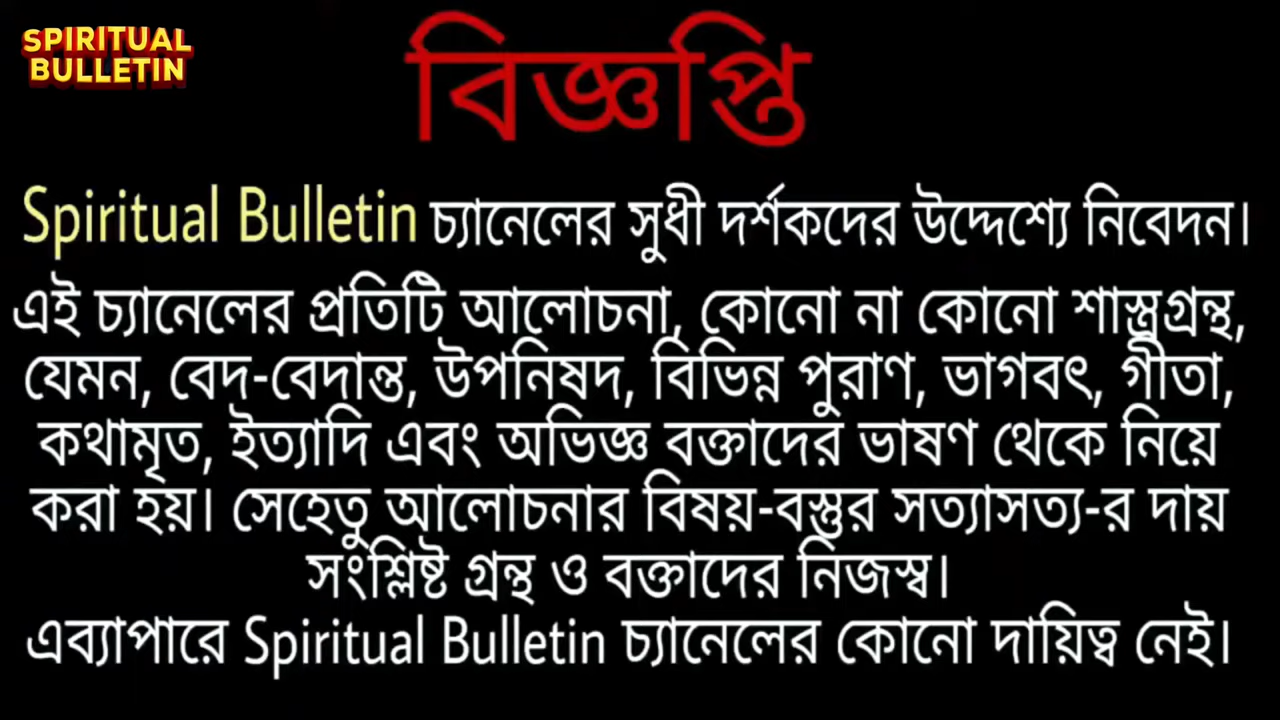 SPIRITUAL
BULLETIN
বিজ্ঞপ্তি
Spiritual Bulletin চ্যানেলের সুধী দর্শকদের উদ্দেশ্যে নিবেদন।
এই চ্যানেলের প্রতিটি আলোচনা, কোনো না কোনো শাস্ত্রগ্রন্থ,
যেমন, বেদ-বেদান্ত, উপনিষদ, বিভিন্ন পুরাণ, ভাগবৎ, গীতা,
কথামৃত, ইত্যাদি এবং অভিজ্ঞ বক্তাদের ভাষণ থেকে নিয়ে
করা হয়। সেহেতু আলোচনার বিষয়-বস্তুর সত্যাসত্য-র দায়
সংশ্লিষ্ট গ্রন্থ ও বক্তাদের নিজস্ব।
এব্যাপারে Spiritual Bulletin চ্যানেলের কোনো দায়িত্ব নেই।